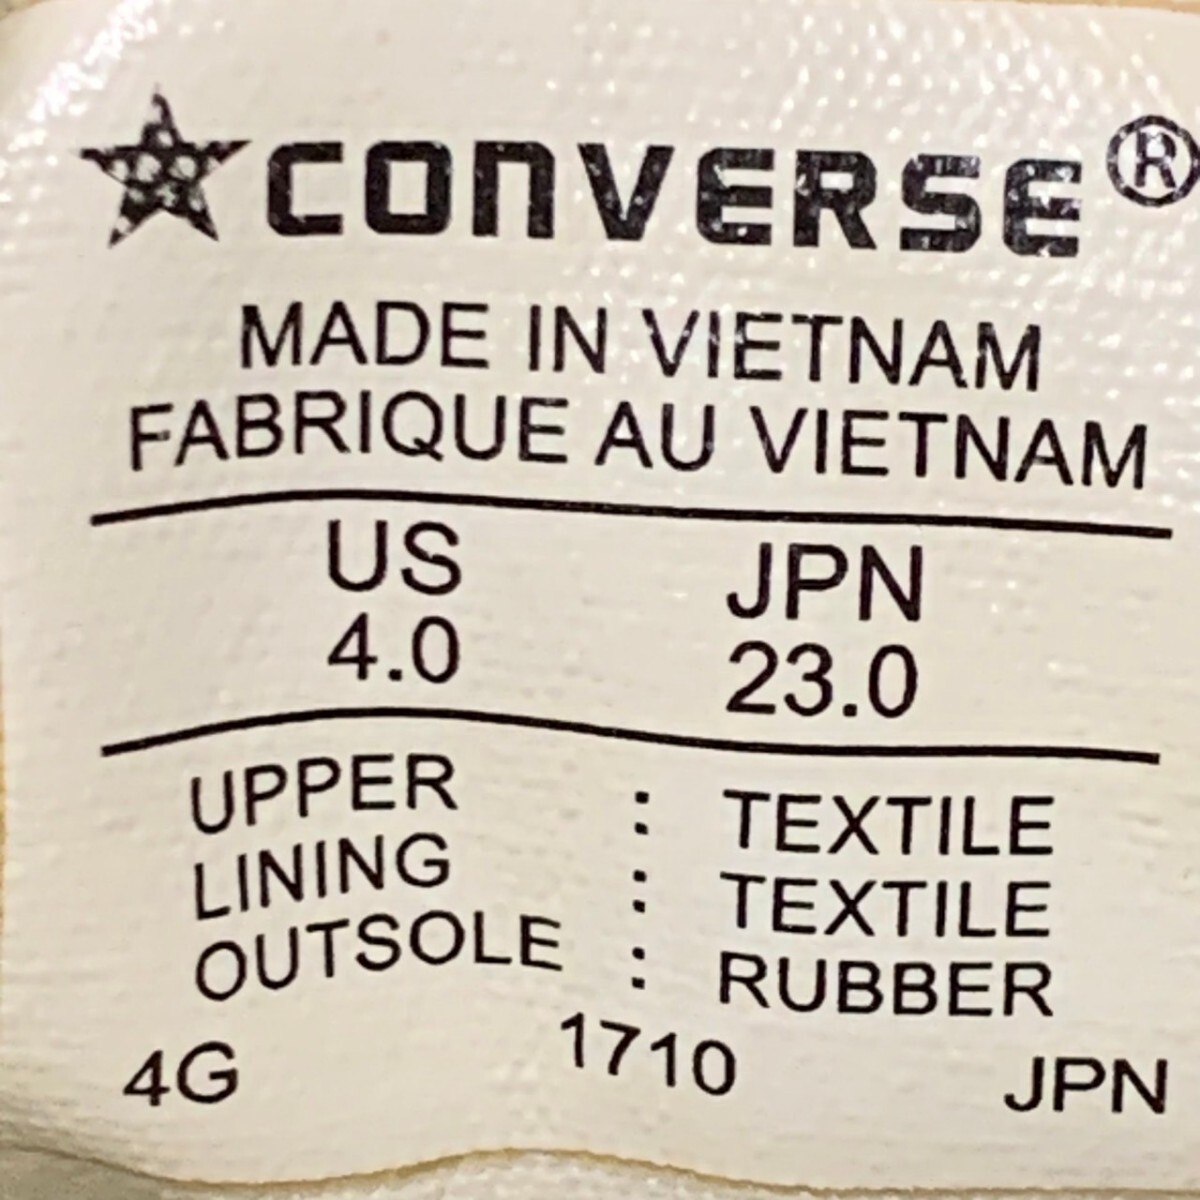 CONVERSE®
MADE IN VIETNAM
FABRIQUE AU VIETNAM
US JPN
4.0 23.0
UPPER : TEXTILE
LINING : TEXTILE
OUTSOLE : RUBBER
4G 1710 JPN